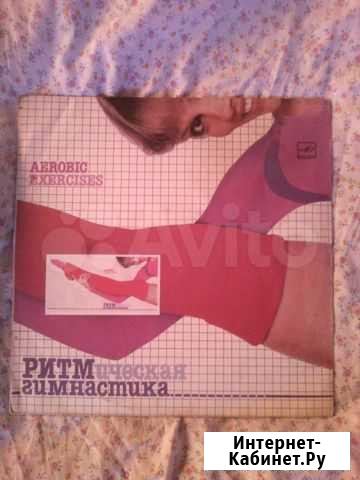 AEROBIC
EXERCISES
Avito
РИТМическая
гимнастика
Интернет-
Кабинет.Ру